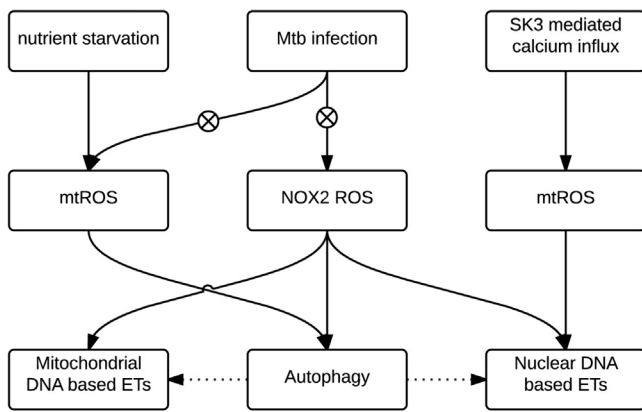 nutrient starvation
Mtb infection
SK3 mediated
calcium influx
mtROS
NOX2 ROS
mtROS
Mitochondrial
DNA based ETs
Autophagy
Nuclear DNA
based ETs